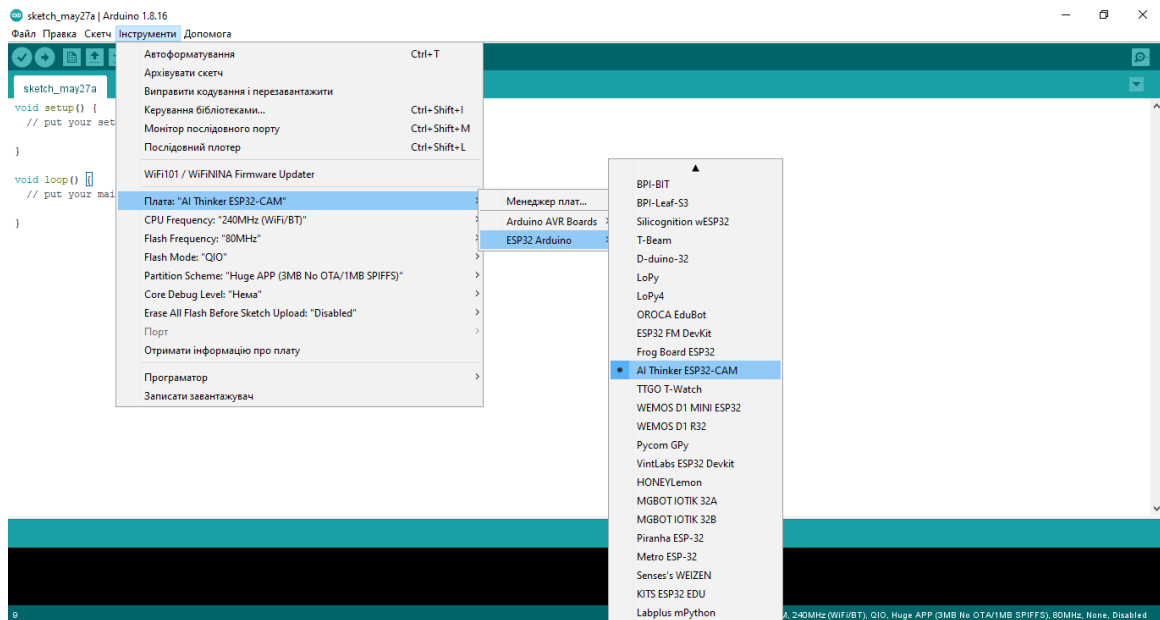 sketch_may27a | Arduino 1.8.16
Файл Правка Скетч Інструменти Допомога
sketch_may27a
void setup() {
// put your set
}
void loop() {
// put your mai
}
Автоформатування Ctrl+T
Архівувати скетч
Виправити кодування і перезавантажити
Керування бібліотеками... Ctrl+Shift+I
Монітор послідовного порту Ctrl+Shift+M
Послідовний плотер Ctrl+Shift+L
WiFi101 / WiFiNINA Firmware Updater
Плата: "AI Thinker ESP32-CAM"
CPU Frequency: "240MHz (WiFi/BT)"
Flash Frequency: "80MHz"
Flash Mode: "QIO"
Partition Scheme: "Huge APP (3MB No OTA/1MB SPIFFS)"
Core Debug Level: "Нема"
Erase All Flash Before Sketch Upload: "Disabled"
Порт
Отримати інформацію про плату
Програматор
Записати завантажувач
Менеджер плат...
Arduino AVR Boards
ESP32 Arduino
BPI-BIT
BPI-Leaf-S3
Silicognition wESP32
T-Beam
D-duino-32
LoPy
LoPy4
OROCA EduBot
ESP32 FM DevKit
Frog Board ESP32
AI Thinker ESP32-CAM
TTGO T-Watch
WEMOS D1 MINI ESP32
WEMOS D1 R32
Pycom GPy
VintLabs ESP32 Devkit
HONEYLemon
MGBOT IOTIK 32A
MGBOT IOTIK 32B
Piranha ESP-32
Metro ESP-32
Senses's WEIZEN
KITS ESP32 EDU
Labplus mPython
9
M, 240MHz (WiFi/BT), QIO, Huge APP (3MB No OTA/1MB SPIFFS), 80MHz, None, Disabled